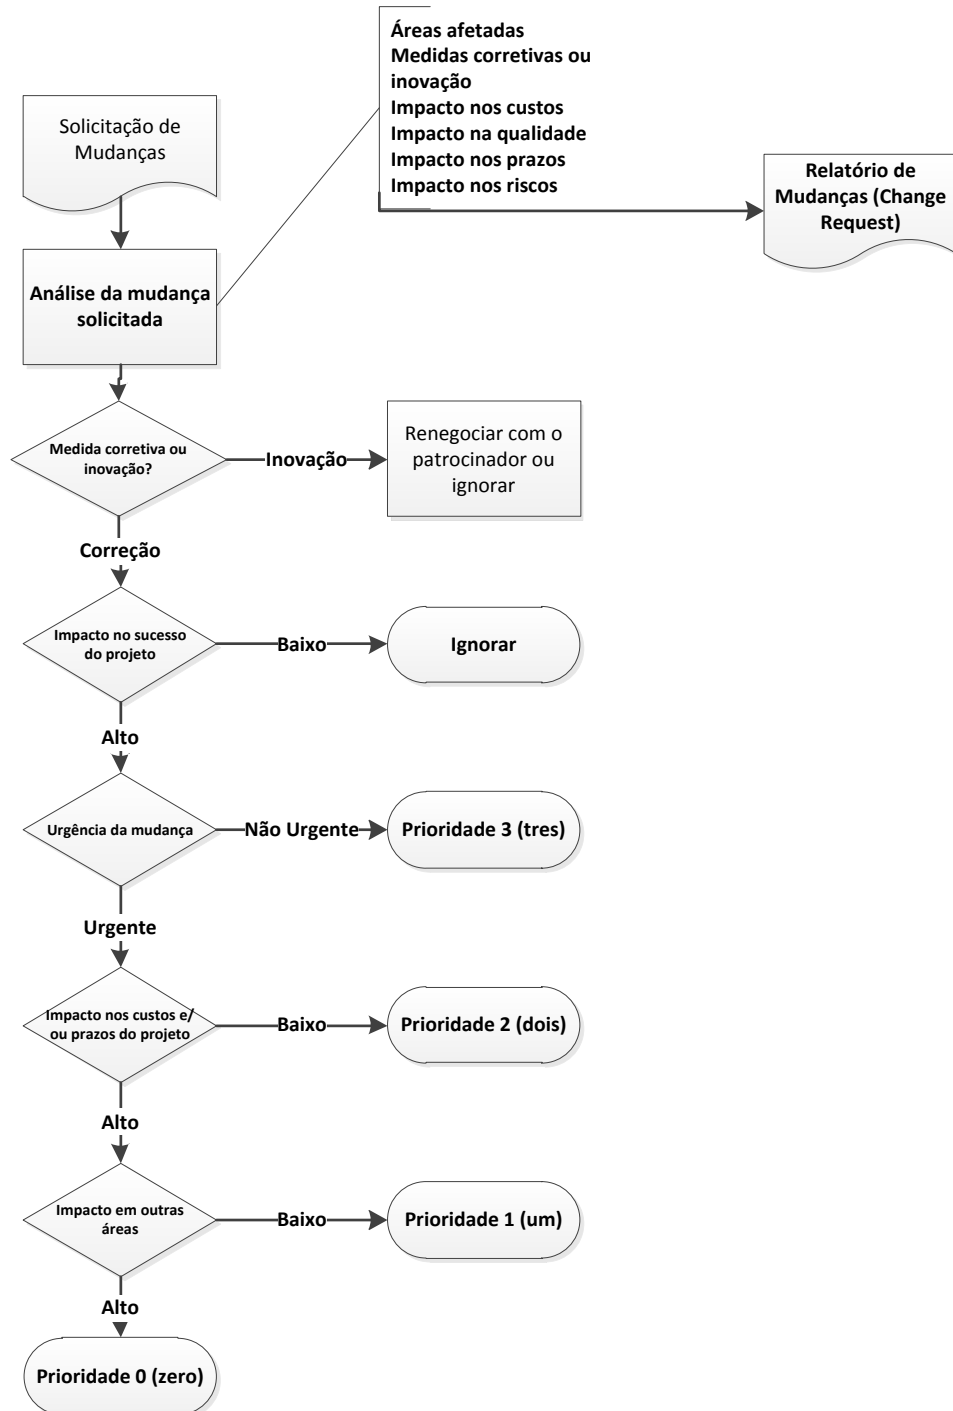 Áreas afetadas
Medidas corretivas ou
inovação
Impacto nos custos
Impacto na qualidade
Impacto nos prazos
Impacto nos riscos
Solicitação de
Mudanças
Relatório de
Mudanças (Change
Request)
Análise da mudança
solicitada
Medida corretiva ou
inovação?
Inovação
Renegociar com o
patrocinador ou
ignorar
Correção
Impacto no sucesso
do projeto
Baixo
Ignorar
Alto
Urgência da mudança
Não Urgente
Prioridade 3 (tres)
Urgente
Impacto nos custos e/
ou prazos do projeto
Baixo
Prioridade 2 (dois)
Alto
Impacto em outras
áreas
Baixo
Prioridade 1 (um)
Alto
Prioridade 0 (zero)